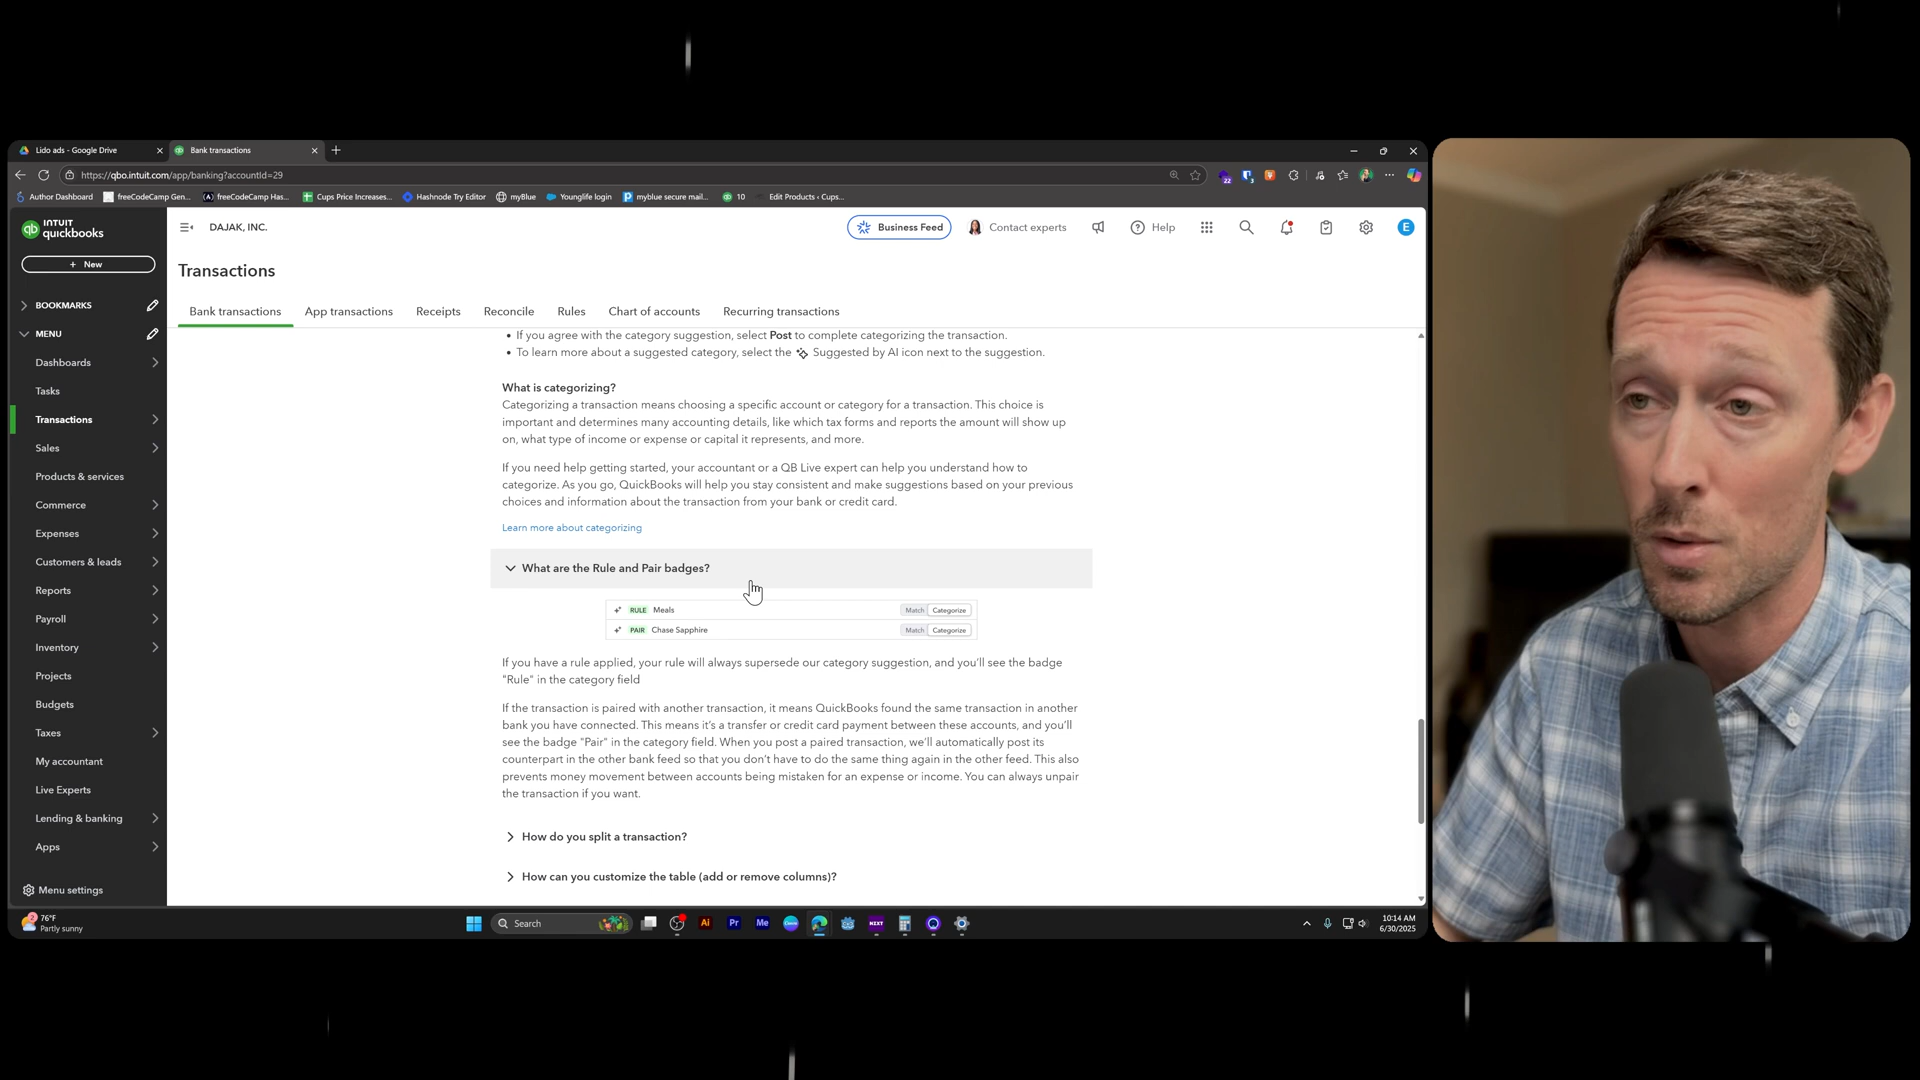 Lido ads - Google Drive
Bank transactions
https://qbo.intuit.com/app/banking?accountId=29
22
3
Author Dashboard
freeCodeCamp Gen...
freeCodeCamp Has...
Cups Price Increases...
Hashnode Try Editor
myBlue
Younglife login
myblue secure mail...
10
Edit Products - Cups...
qb
INTUIT
quickbooks
DAJAK, INC.
Business Feed
Contact experts
Help
E
+ New
Transactions
Bank transactions
App transactions
Receipts
Reconcile
Rules
Chart of accounts
Recurring transactions
BOOKMARKS
MENU
Dashboards
Tasks
Transactions
Sales
Products & services
Commerce
Expenses
Customers & leads
Reports
Payroll
Inventory
Projects
Budgets
Taxes
My accountant
Live Experts
Lending & banking
Apps
Menu settings
• If you agree with the category suggestion, select Post to complete categorizing the transaction.
• To learn more about a suggested category, select the Suggested by AI icon next to the suggestion.
What is categorizing?
Categorizing a transaction means choosing a specific account or category for a transaction. This choice is
important and determines many accounting details, like which tax forms and reports the amount will show up
on, what type of income or expense or capital it represents, and more.
If you need help getting started, your accountant or a QB Live expert can help you understand how to
categorize. As you go, QuickBooks will help you stay consistent and make suggestions based on your previous
choices and information about the transaction from your bank or credit card.
Learn more about categorizing
What are the Rule and Pair badges?
RULE Meals Match Categorize
PAIR Chase Sapphire Match Categorize
If you have a rule applied, your rule will always supersede our category suggestion, and you'll see the badge
"Rule" in the category field
If the transaction is paired with another transaction, it means QuickBooks found the same transaction in another
bank you have connected. This means it's a transfer or credit card payment between these accounts, and you'll
see the badge "Pair" in the category field. When you post a paired transaction, we'll automatically post its
counterpart in the other bank feed so that you don't have to do the same thing again in the other feed. This also
prevents money movement between accounts being mistaken for an expense or income. You can always unpair
the transaction if you want.
How do you split a transaction?
How can you customize the table (add or remove columns)?
2
76°F
Partly sunny
Search
Ai
Pr
Me
NEXT
10:14 AM
6/30/2025